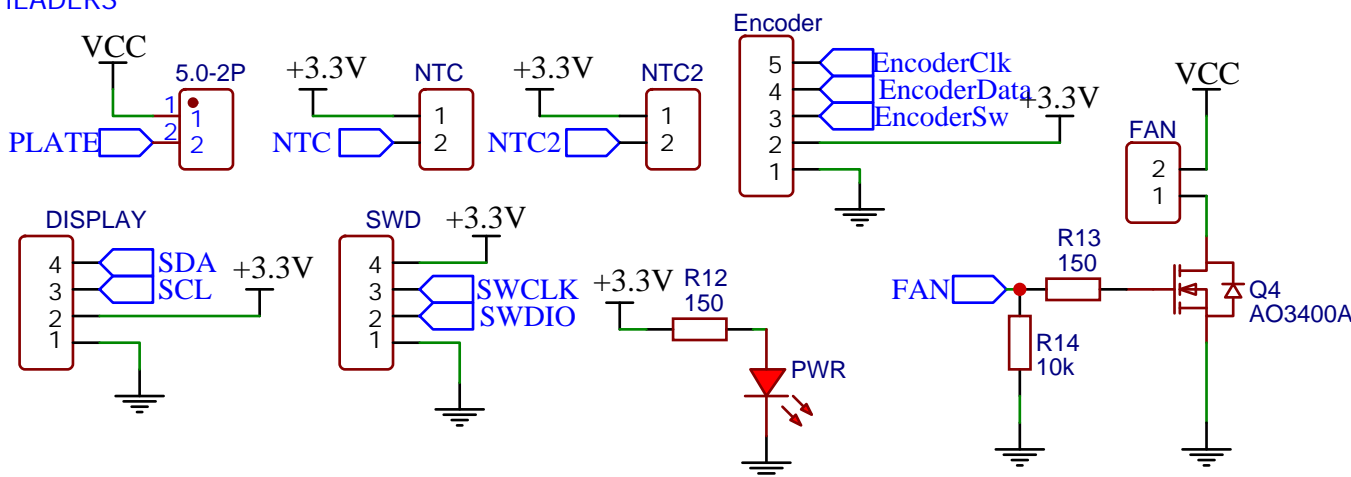 HEADERS
VCC
5.0-2P
1
1
2
2
PLATE
+3.3V
NTC
1
2
NTC
+3.3V
NTC2
1
2
NTC2
Encoder
5
EncoderClk
4
EncoderData
3
EncoderSw
+3.3V
2
1
VCC
FAN
2
1
DISPLAY
4
SDA
+3.3V
3
SCL
2
1
SWD
+3.3V
4
3
SWCLK
2
SWDIO
1
+3.3V
R12
150
PWR
FAN
R13
150
R14
10k
Q4
AO3400A